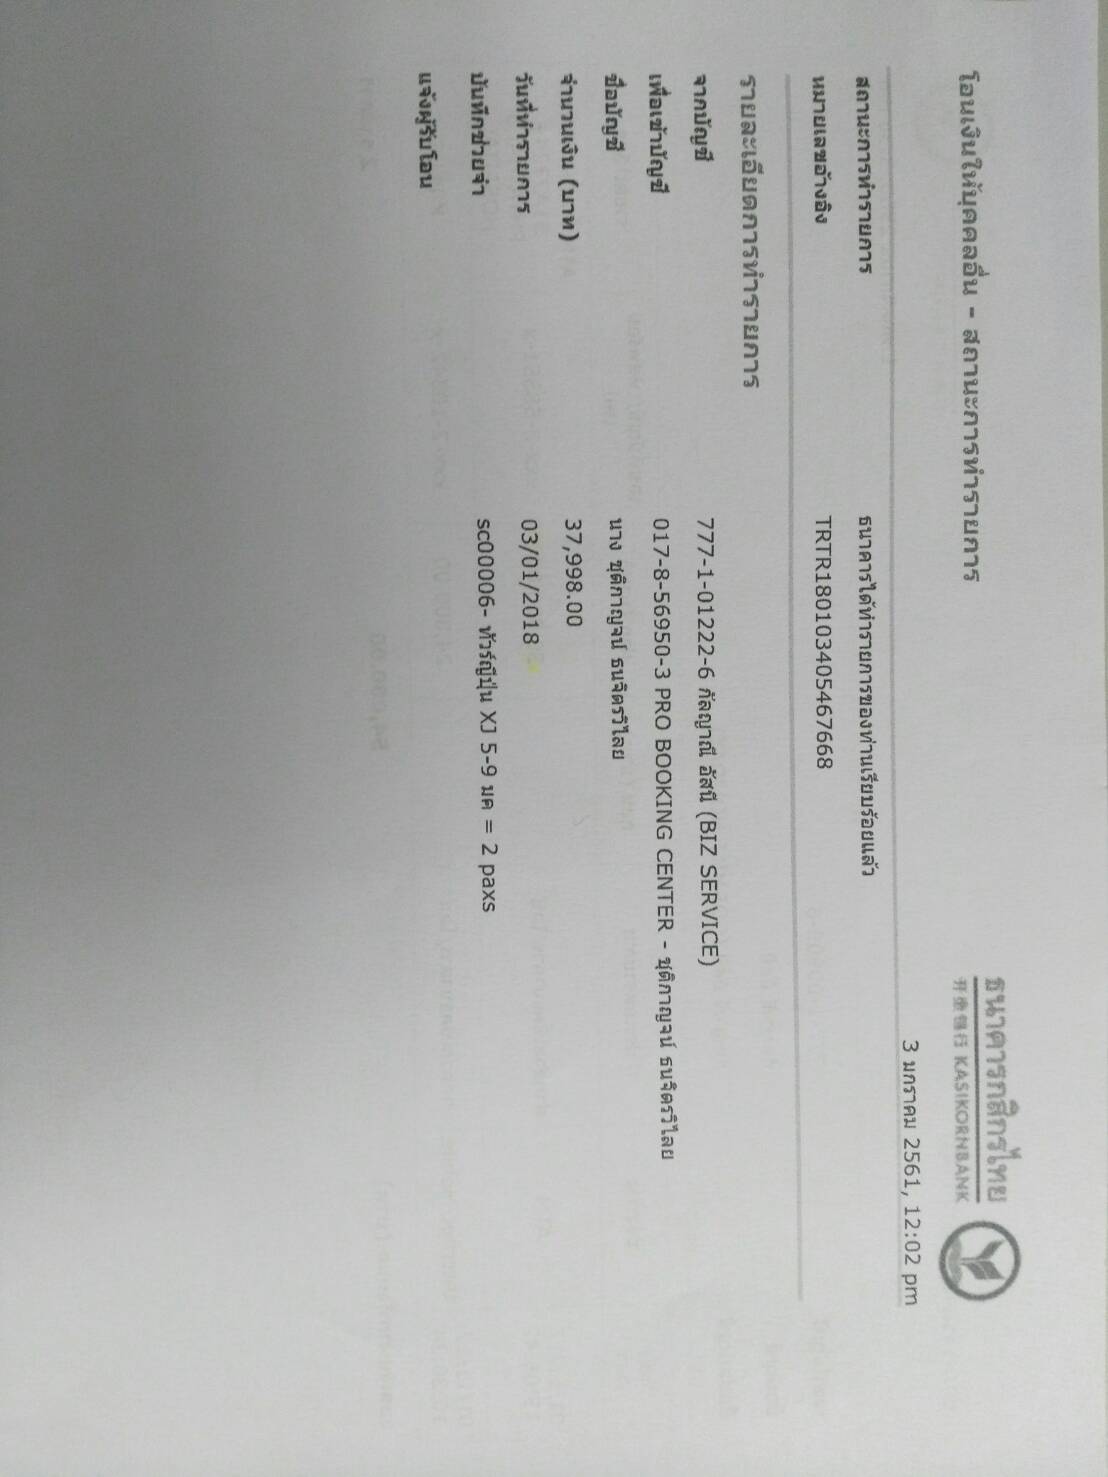 ธนาคารกสิกรไทย
开泰银行 KASIKORNBANK
โอนเงินให้บุคคลอื่น - สถานะการทำรายการ
3 มกราคม 2561, 12:02 pm
สถานะการทำรายการ ธนาคารได้ทำรายการของท่านเรียบร้อยแล้ว
หมายเลขอ้างอิง TRTR180103405467668
รายละเอียดการทำรายการ
จากบัญชี 777-1-01222-6 กัลญาณี อัสนี (BIZ SERVICE)
เพื่อเข้าบัญชี 017-8-56950-3 PRO BOOKING CENTER - ชุติกาญจน์ ธนจิตรวิไลย
ชื่อบัญชี นาง ชุติกาญจน์ ธนจิตรวิไลย
จำนวนเงิน (บาท) 37,998.00
วันที่ทำรายการ 03/01/2018
บันทึกช่วยจำ sc00006- ทัวร์ญี่ปุ่น XJ 5-9 มค = 2 paxs
แจ้งผู้รับโอน